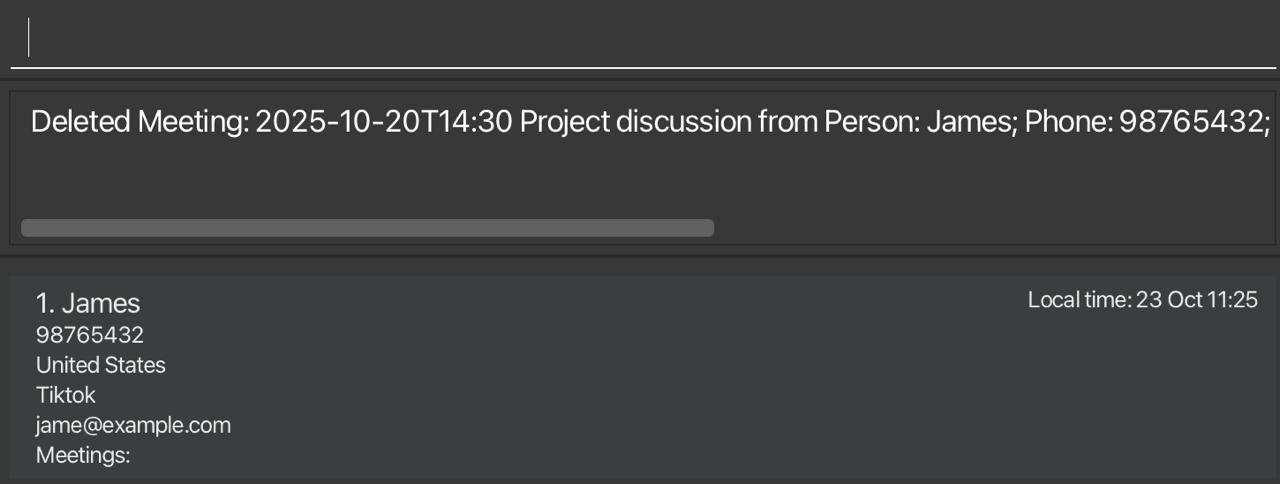 Deleted Meeting: 2025-10-20T14:30 Project discussion from Person: James; Phone: 98765432;
1. James
Local time: 23 Oct 11:25
98765432
United States
Tiktok
jame@example.com
Meetings: